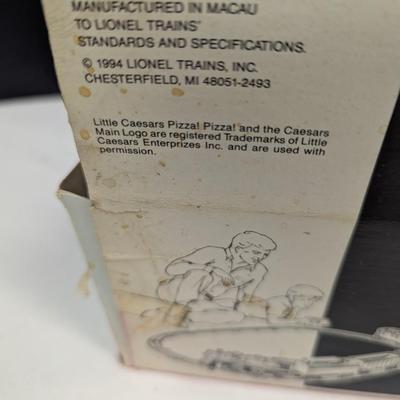 MANUFACTURED IN MACAU
TO LIONEL TRAINS'
STANDARDS AND SPECIFICATIONS.
© 1994 LIONEL TRAINS, INC.
CHESTERFIELD, MI 48051-2493
Little Caesars Pizza! Pizza! and the Caesars
Main Logo are registered Trademarks of Little
Caesars Enterprizes Inc. and are used with
permission.